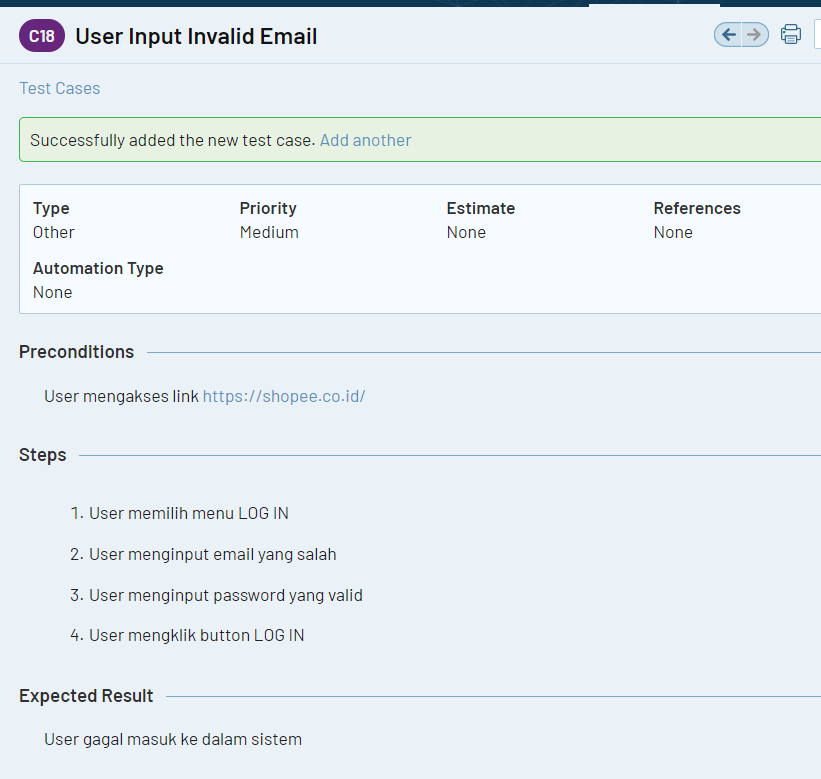 C18 User Input Invalid Email
Test Cases
Successfully added the new test case. Add another
Type Priority Estimate References
Other Medium None None
Automation Type
None
Preconditions
User mengakses link https://shopee.co.id/
Steps
1. User memilih menu LOG IN
2. User menginput email yang salah
3. User menginput password yang valid
4. User mengklik button LOG IN
Expected Result
User gagal masuk ke dalam sistem